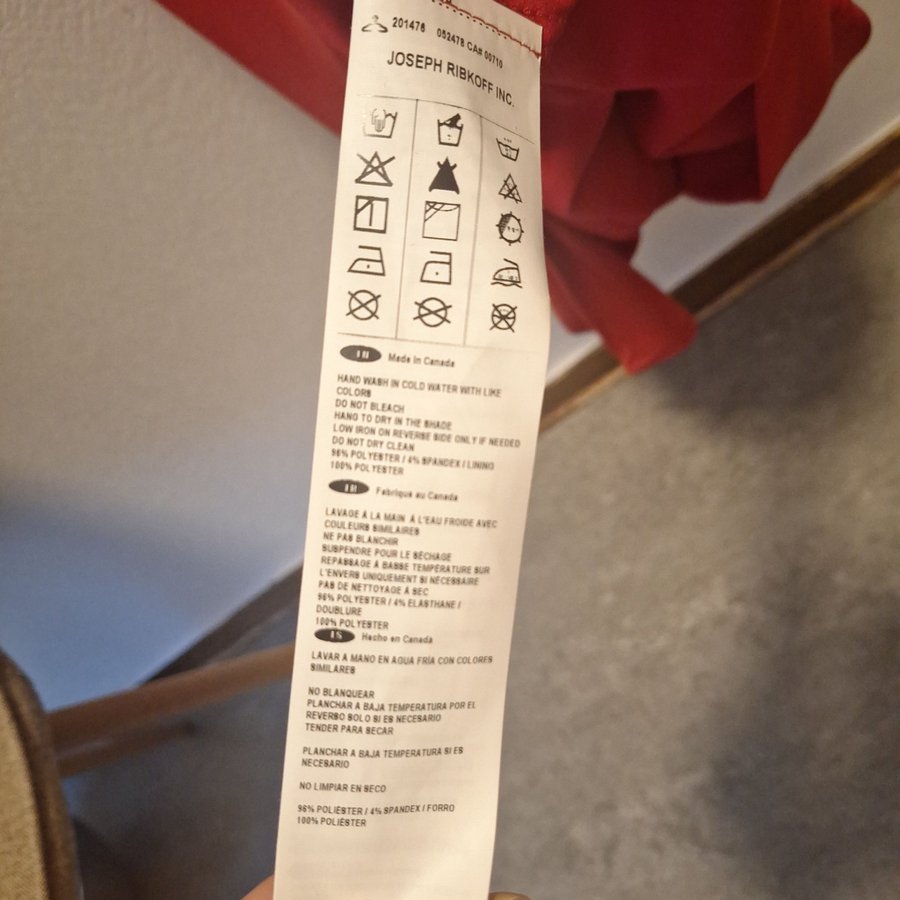 201476 052478 CA# 00710
JOSEPH RIBKOFF INC.
EN Made in Canada
HAND WASH IN COLD WATER WITH LIKE
COLORS
DO NOT BLEACH
HANG TO DRY IN THE SHADE
LOW IRON ON REVERSE SIDE ONLY IF NEEDED
DO NOT DRY CLEAN
96% POLYESTER / 4% SPANDEX / LINING
100% POLYESTER
FR Fabriqué au Canada
LAVAGE À LA MAIN À L'EAU FROIDE AVEC
COULEURS SIMILAIRES
NE PAS BLANCHIR
SUSPENDRE POUR LE SÉCHAGE
REPASSAGE À BASSE TEMPÉRATURE SUR
L'ENVERS UNIQUEMENT SI NÉCESSAIRE
PAS DE NETTOYAGE À SEC
96% POLYESTER / 4% ELASTHANE /
DOUBLURE
100% POLYESTER
ES Hecho en Canada
LAVAR A MANO EN AGUA FRÍA CON COLORES
SIMILARES
NO BLANQUEAR
PLANCHAR A BAJA TEMPERATURA POR EL
REVERSO SOLO SI ES NECESARIO
TENDER PARA SECAR
PLANCHAR A BAJA TEMPERATURA SI ES
NECESARIO
NO LIMPIAR EN SECO
96% POLIÉSTER / 4% SPANDEX / FORRO
100% POLIÉSTER